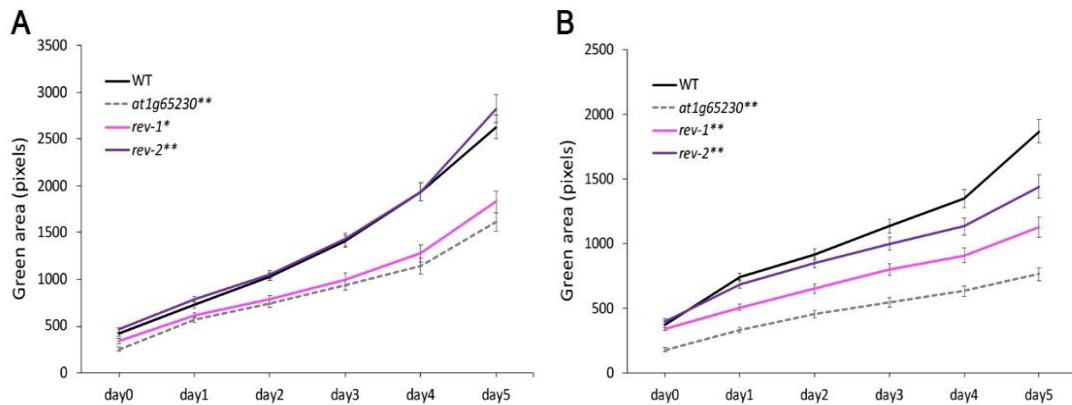 A
Green area (pixels)
3500
3000
2500
2000
1500
1000
500
0
WT
at1g65230**
rev-1*
rev-2**
day0 day1 day2 day3 day4 day5
B
Green area (pixels)
2500
2000
1500
1000
500
0
WT
at1g65230**
rev-1**
rev-2**
day0 day1 day2 day3 day4 day5